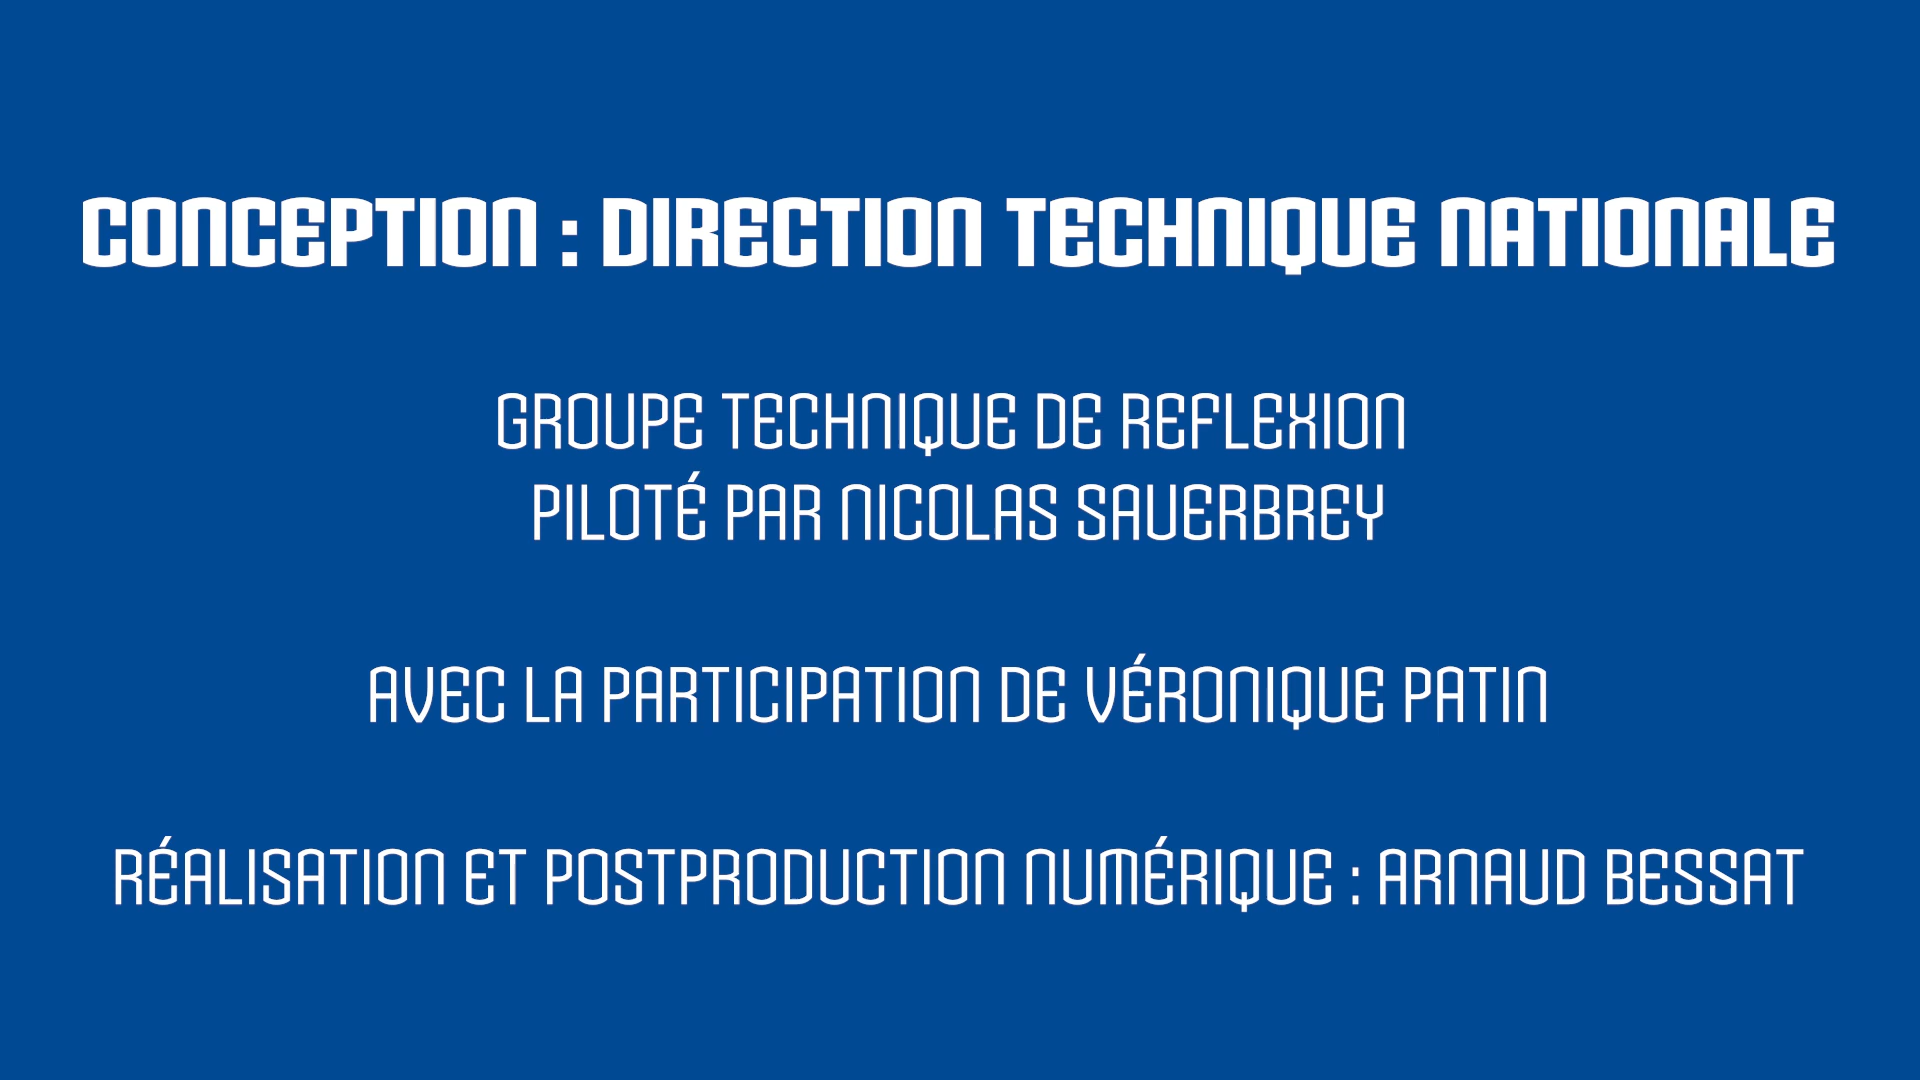 CONCEPTION : DIRECTION TECHNIQUE NATIONALE
GROUPE TECHNIQUE DE REFLEXION
PILOTÉ PAR NICOLAS SAUERBREY
AVEC LA PARTICIPATION DE VÉRONIQUE PATIN
RÉALISATION ET POSTPRODUCTION NUMÉRIQUE : ARNAUD BESSAT